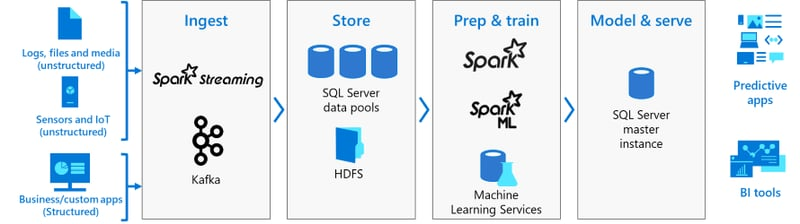 Logs, files and media
(unstructured)
Sensors and IoT
(unstructured)
Business/custom apps
(Structured)
Ingest
Spark Streaming
Kafka
Store
SQL Server
data pools
HDFS
Prep & train
Spark
Spark
ML
Machine
Learning Services
Model & serve
SQL Server
master
instance
Predictive
apps
BI tools